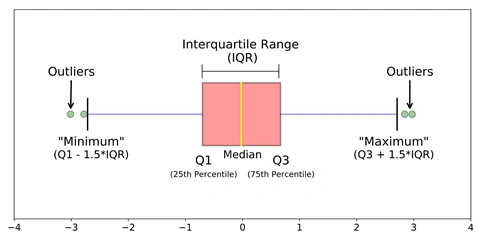 Interquartile Range
(IQR)
Outliers
Outliers
"Minimum"
(Q1 - 1.5*IQR)
Q1
(25th Percentile)
Median
Q3
(75th Percentile)
"Maximum"
(Q3 + 1.5*IQR)
−4 −3 −2 −1 0 1 2 3 4